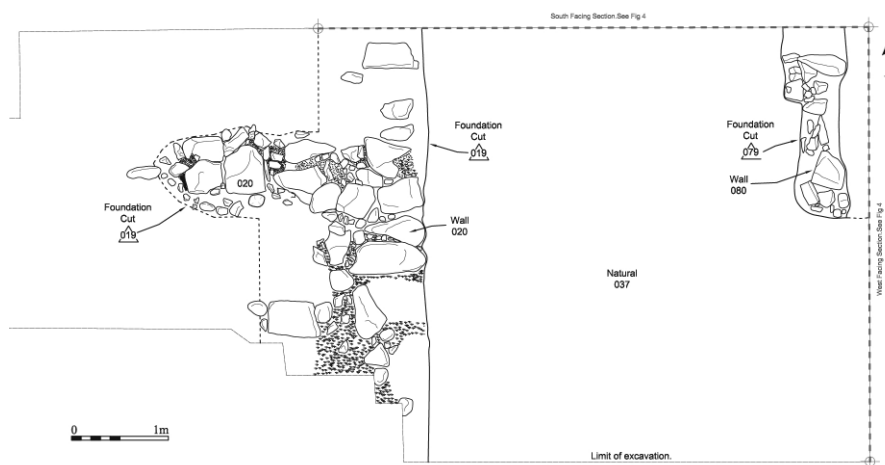 South Facing Section.See Fig 4
Foundation
Cut
019
Foundation
Cut
079
020
Wall
080
Foundation
Cut
019
Wall
020
West Facing Section.See Fig 4
Natural
037
0 1m
Limit of excavation.